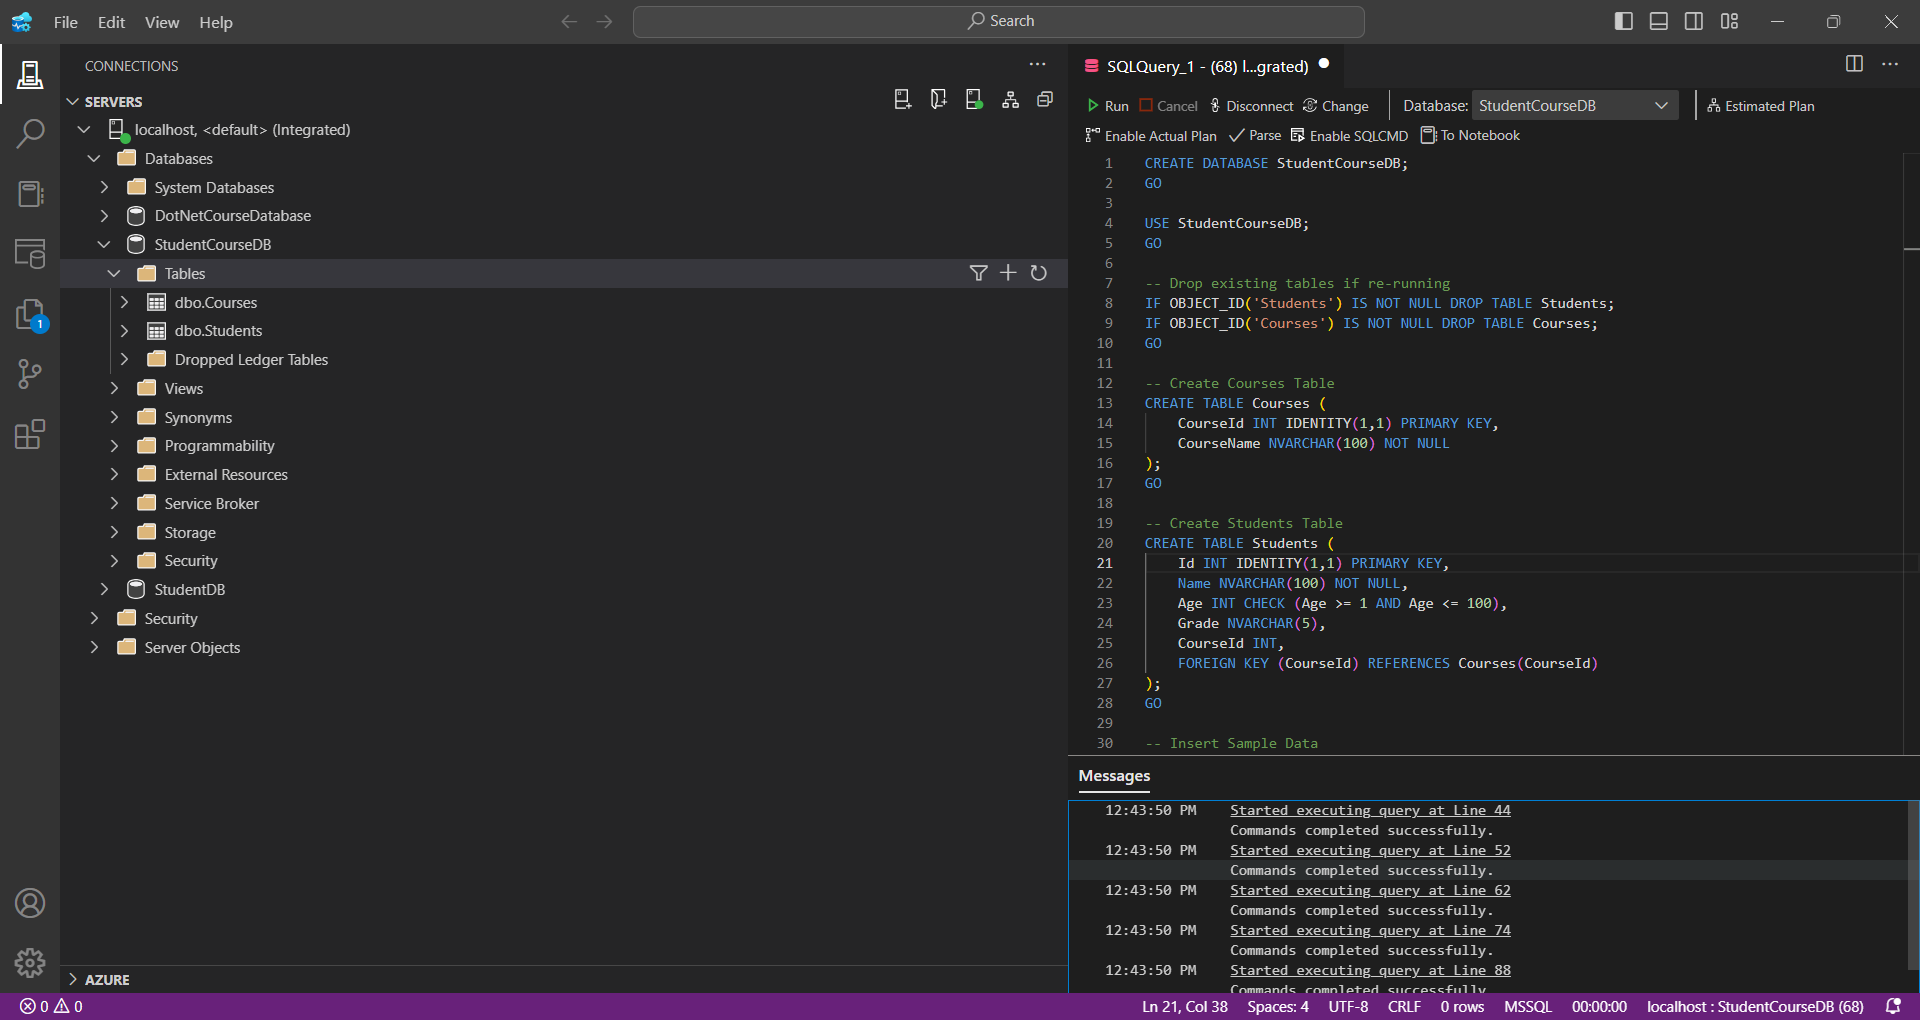 File Edit View Help
Search
CONNECTIONS
SERVERS
localhost, <default> (Integrated)
Databases
System Databases
DotNetCourseDatabase
StudentCourseDB
Tables
dbo.Courses
dbo.Students
Dropped Ledger Tables
Views
Synonyms
Programmability
External Resources
Service Broker
Storage
Security
StudentDB
Security
Server Objects
AZURE
1
SQLQuery_1 - (68) l...grated)
Run Cancel Disconnect Change Database: StudentCourseDB Estimated Plan
Enable Actual Plan Parse Enable SQLCMD To Notebook
1 CREATE DATABASE StudentCourseDB;
2 GO
3
4 USE StudentCourseDB;
5 GO
6
7 -- Drop existing tables if re-running
8 IF OBJECT_ID('Students') IS NOT NULL DROP TABLE Students;
9 IF OBJECT_ID('Courses') IS NOT NULL DROP TABLE Courses;
10 GO
11
12 -- Create Courses Table
13 CREATE TABLE Courses (
14 CourseId INT IDENTITY(1,1) PRIMARY KEY,
15 CourseName NVARCHAR(100) NOT NULL
16 );
17 GO
18
19 -- Create Students Table
20 CREATE TABLE Students (
21 Id INT IDENTITY(1,1) PRIMARY KEY,
22 Name NVARCHAR(100) NOT NULL,
23 Age INT CHECK (Age >= 1 AND Age <= 100),
24 Grade NVARCHAR(5),
25 CourseId INT,
26 FOREIGN KEY (CourseId) REFERENCES Courses(CourseId)
27 );
28 GO
29
30 -- Insert Sample Data
Messages
12:43:50 PM Started executing query at Line 44
Commands completed successfully.
12:43:50 PM Started executing query at Line 52
Commands completed successfully.
12:43:50 PM Started executing query at Line 62
Commands completed successfully.
12:43:50 PM Started executing query at Line 74
Commands completed successfully.
12:43:50 PM Started executing query at Line 88
Commands completed successfully.
0 0 Ln 21, Col 38 Spaces: 4 UTF-8 CRLF 0 rows MSSQL 00:00:00 localhost : StudentCourseDB (68)